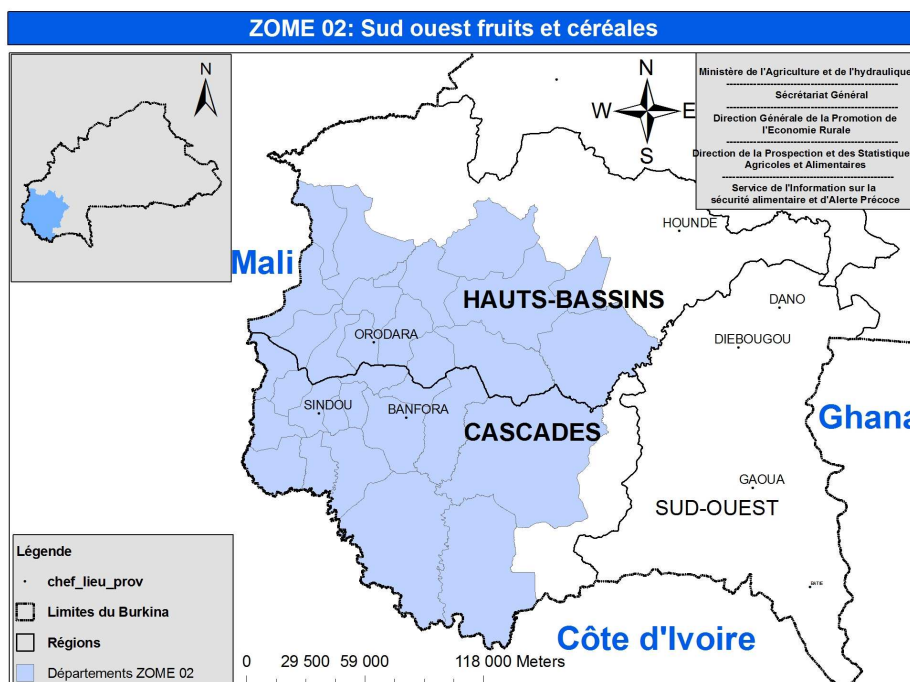 ZOME 02: Sud ouest fruits et céréales
N
N
W E
S
Ministère de l'Agriculture et de l'hydraulique
Sécrétariat Général
Direction Générale de la Promotion de
l'Economie Rurale
Direction de la Prospection et des Statistique
Agricoles et Alimentaires
Service de l'Information sur la
sécurité alimentaire et d'Alerte Précoce
HOUNDE
Mali
HAUTS-BASSINS
DANO
ORODARA
DIEBOUGOU
SINDOU
BANFORA
Ghana
CASCADES
GAOUA
SUD-OUEST
BATIE
Légende
chef_lieu_prov
Limites du Burkina
Régions
Départements ZOME 02
Côte d'Ivoire
0 29 500 59 000 118 000 Meters